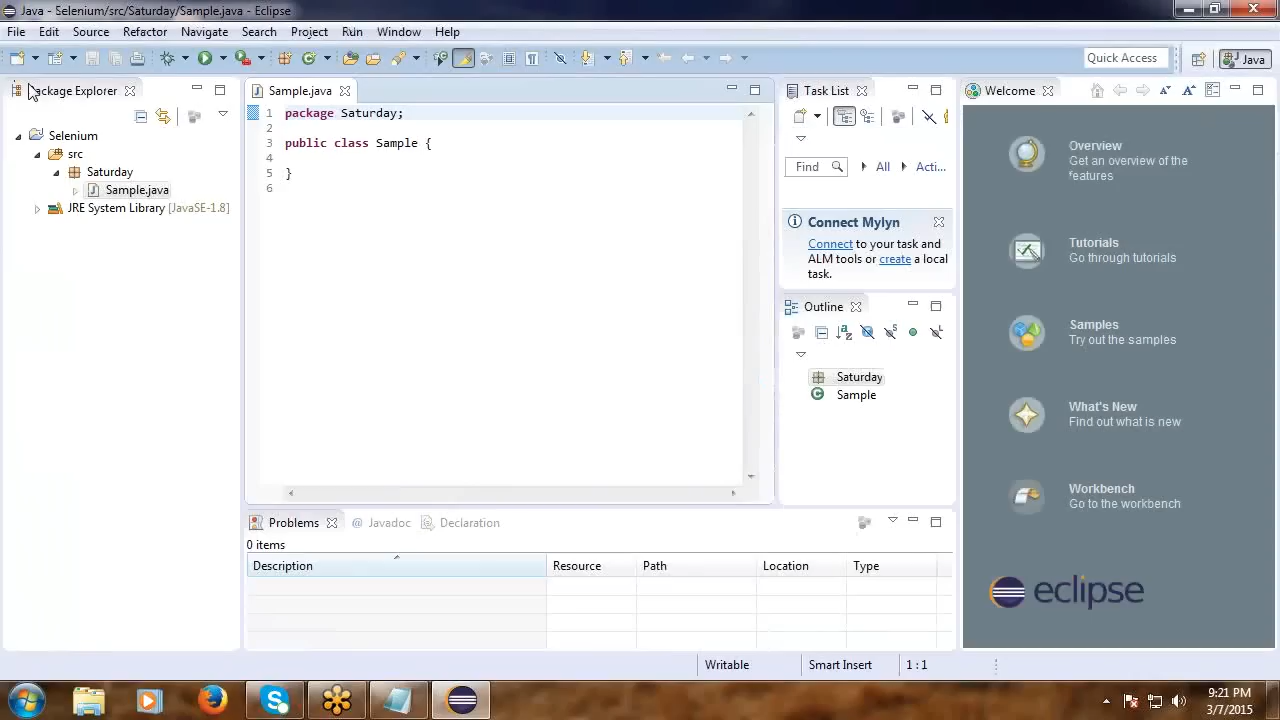 Java - Selenium/src/Saturday/Sample.java - Eclipse
File Edit Source Refactor Navigate Search Project Run Window Help
Quick Access
Java
Package Explorer
Selenium
src
Saturday
Sample.java
JRE System Library [JavaSE-1.8]
Sample.java
1 package Saturday;
2
3 public class Sample {
4
5 }
6
Task List
Find All Acti...
Connect Mylyn
Connect to your task and
ALM tools or create a local
task.
Outline
Saturday
Sample
Welcome
Overview
Get an overview of the
features
Tutorials
Go through tutorials
Samples
Try out the samples
What's New
Find out what is new
Workbench
Go to the workbench
eclipse
Problems @ Javadoc Declaration
0 items
Description Resource Path Location Type
Writable Smart Insert 1 : 1
9:21 PM
3/7/2015